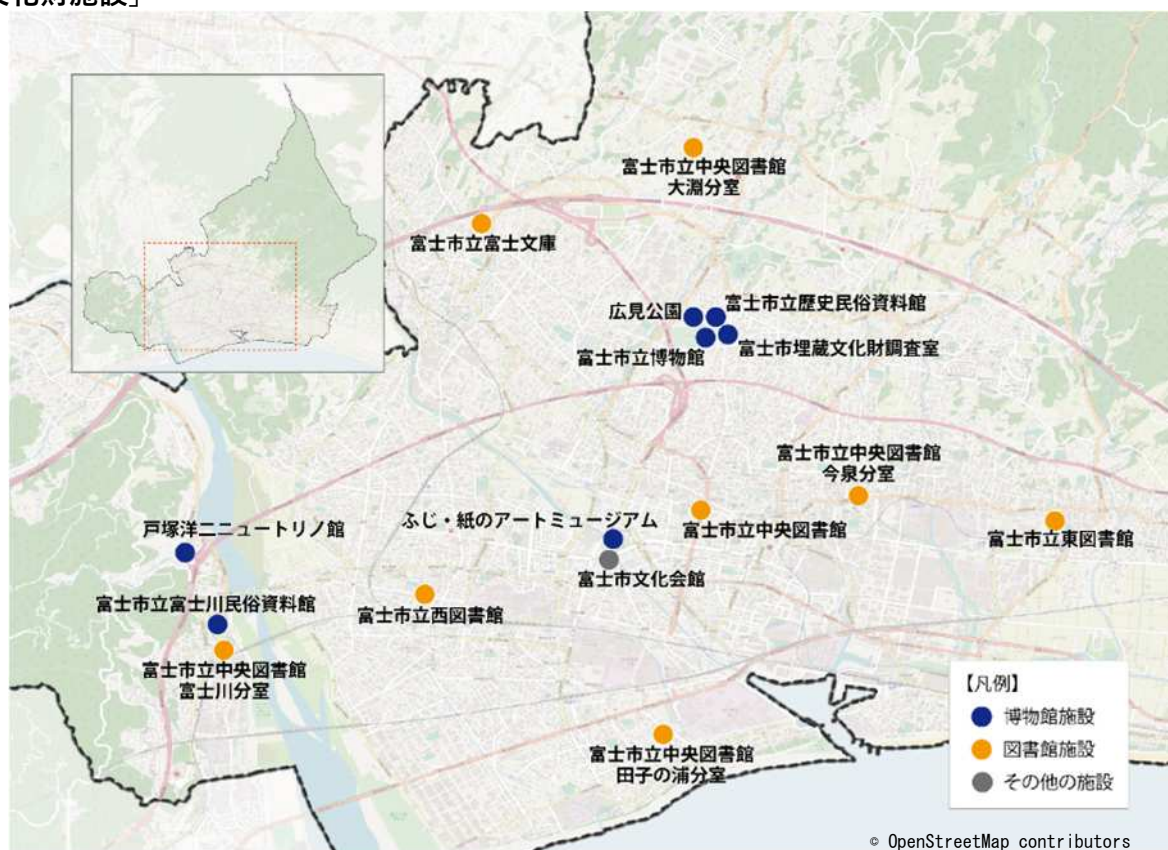 化財施設」
富士市立中央図書館
大淵分室
富士市立富士文庫
広見公園
富士市立歴史民俗資料館
富士市立博物館
富士市埋蔵文化財調査室
富士市立中央図書館
今泉分室
ふじ・紙のアートミュージアム
富士市立中央図書館
富士市立東図書館
戸塚洋二ニュートリノ館
富士市文化会館
富士市立富士川民俗資料館
富士市立西図書館
富士市立中央図書館
富士川分室
富士市立中央図書館
田子の浦分室
【凡例】
博物館施設
図書館施設
その他の施設
© OpenStreetMap contributors